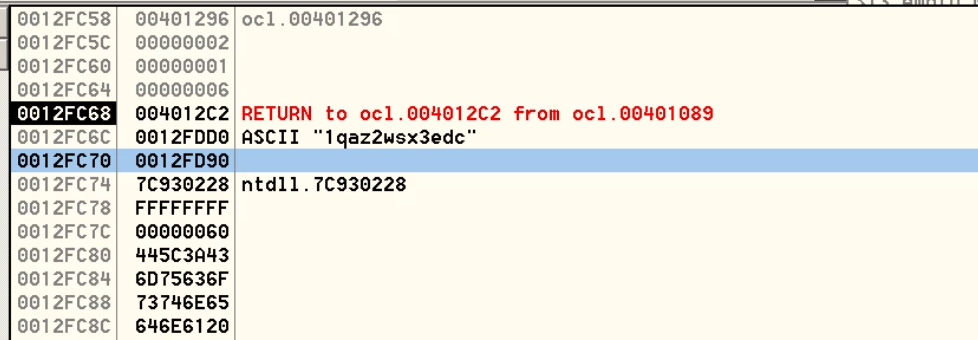 0012FC58 00401296 ocl.00401296
0012FC5C 00000002
0012FC60 00000001
0012FC64 00000006
0012FC68 004012C2 RETURN to ocl.004012C2 from ocl.00401089
0012FC6C 0012FDD0 ASCII "1qaz2wsx3edc"
0012FC70 0012FD90
0012FC74 7C930228 ntdll.7C930228
0012FC78 FFFFFFFF
0012FC7C 00000060
0012FC80 445C3A43
0012FC84 6D75636F
0012FC88 73746E65
0012FC8C 646E6120